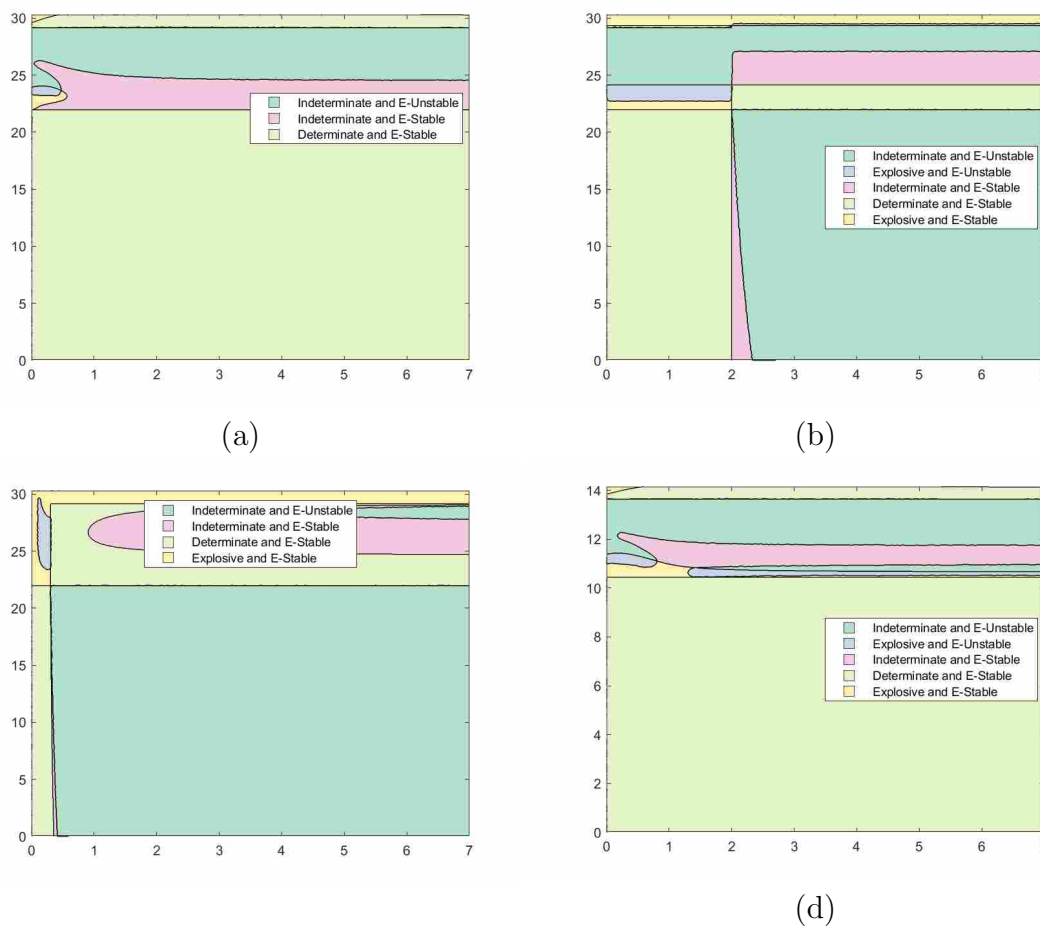 30
25
20
15
10
5
0
0 1 2 3 4 5 6 7
Indeterminate and E-Unstable
Indeterminate and E-Stable
Determinate and E-Stable
(a)
30
25
20
15
10
5
0
0 1 2 3 4 5 6
Indeterminate and E-Unstable
Explosive and E-Unstable
Indeterminate and E-Stable
Determinate and E-Stable
Explosive and E-Stable
(b)
30
25
20
15
10
5
0
0 1 2 3 4 5 6 7
Indeterminate and E-Unstable
Indeterminate and E-Stable
Determinate and E-Stable
Explosive and E-Stable
14
12
10
8
6
4
2
0
0 1 2 3 4 5 6
Indeterminate and E-Unstable
Explosive and E-Unstable
Indeterminate and E-Stable
Determinate and E-Stable
Explosive and E-Stable
(d)